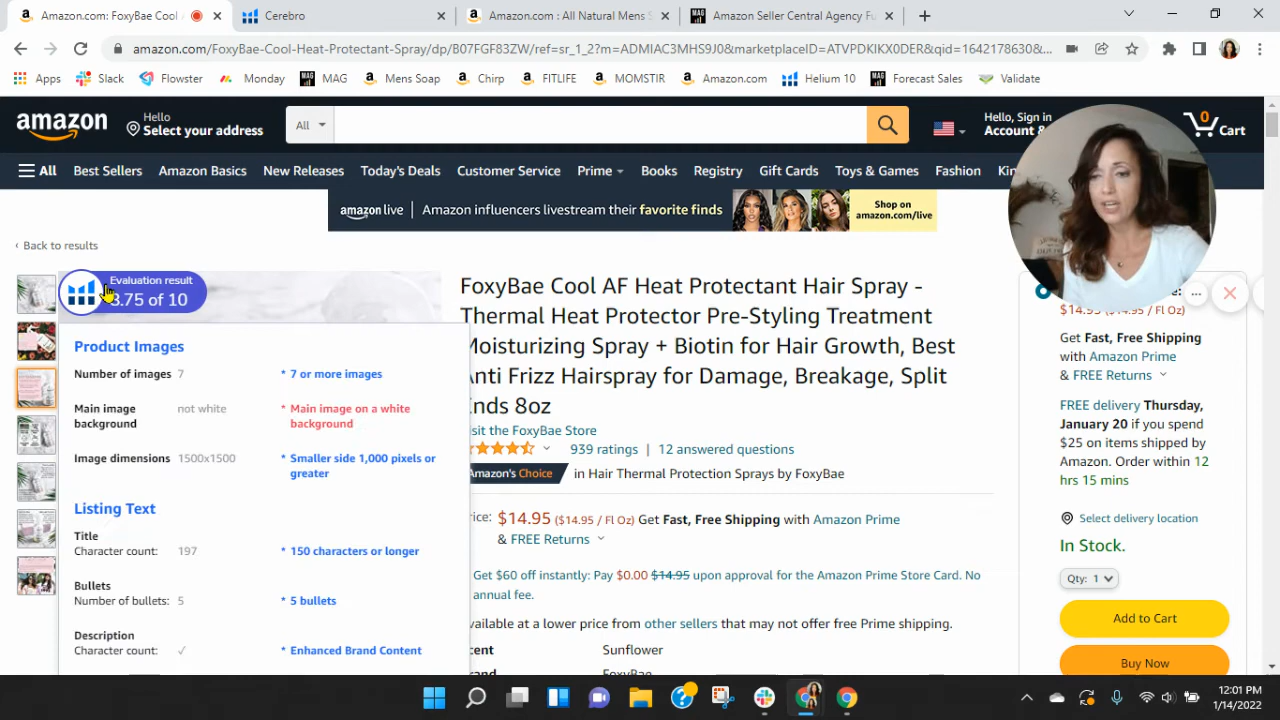 Amazon.com: FoxyBae Cool
Cerebro
Amazon.com : All Natural Mens S
MAG
Amazon Seller Central Agency Fu
amazon.com/FoxyBae-Cool-Heat-Protectant-Spray/dp/B07FGF83ZW/ref=sr_1_2?m=ADMIAC3MHS9J0&marketplaceID=ATVPDKIKX0DER&qid=1642178630&...
Apps
Slack
Flowster
Monday
MAG
MAG
Mens Soap
Chirp
FITLIFE
MOMSTIR
Amazon.com
Helium 10
MAG
Forecast Sales
Validate
amazon
Hello
Select your address
All
Hello, Sign in
Account &
0
Cart
All
Best Sellers
Amazon Basics
New Releases
Today's Deals
Customer Service
Prime
Books
Registry
Gift Cards
Toys & Games
Fashion
amazon live
Amazon influencers livestream their favorite finds
Shop on
amazon.com/live
‹ Back to results
Evaluation result
8.75 of 10
Product Images
Number of images 7
* 7 or more images
Main image
background
not white
* Main image on a white
background
Image dimensions 1500x1500
* Smaller side 1,000 pixels or
greater
Listing Text
Title
Character count: 197
* 150 characters or longer
Bullets
Number of bullets: 5
* 5 bullets
Description
Character count: ✓
* Enhanced Brand Content
FoxyBae Cool AF Heat Protectant Hair Spray -
Thermal Heat Protector Pre-Styling Treatment
Moisturizing Spray + Biotin for Hair Growth, Best
Anti Frizz Hairspray for Damage, Breakage, Split
Ends 8oz
isit the FoxyBae Store
939 ratings | 12 answered questions
Amazon's Choice
in Hair Thermal Protection Sprays by FoxyBae
rice: $14.95 ($14.95 / Fl Oz) Get Fast, Free Shipping with Amazon Prime
& FREE Returns
Get $60 off instantly: Pay $0.00 $14.95 upon approval for the Amazon Prime Store Card. No
annual fee.
vailable at a lower price from other sellers that may not offer free Prime shipping.
cent
Sunflower
rand
FoxyBae
$14.95 ($14.95 / Fl Oz)
Get Fast, Free Shipping
with Amazon Prime
& FREE Returns
FREE delivery Thursday,
January 20 if you spend
$25 on items shipped by
Amazon. Order within 12
hrs 15 mins
Select delivery location
In Stock.
Qty: 1
Add to Cart
Buy Now
12:01 PM
1/14/2022